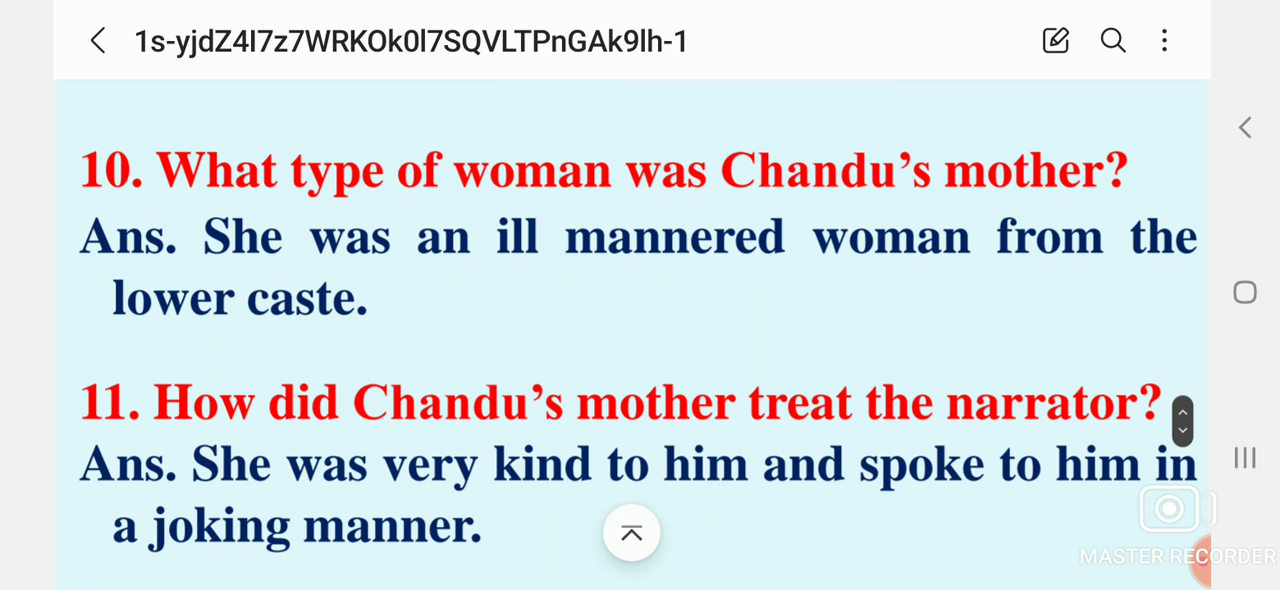 1s-yjdZ4I7z7WRKOk0l7SQVLTPnGAk9lh-1
10. What type of woman was Chandu’s mother?
Ans. She was an ill mannered woman from the
lower caste.
11. How did Chandu’s mother treat the narrator?
Ans. She was very kind to him and spoke to him in
a joking manner.
MASTER RECORDER